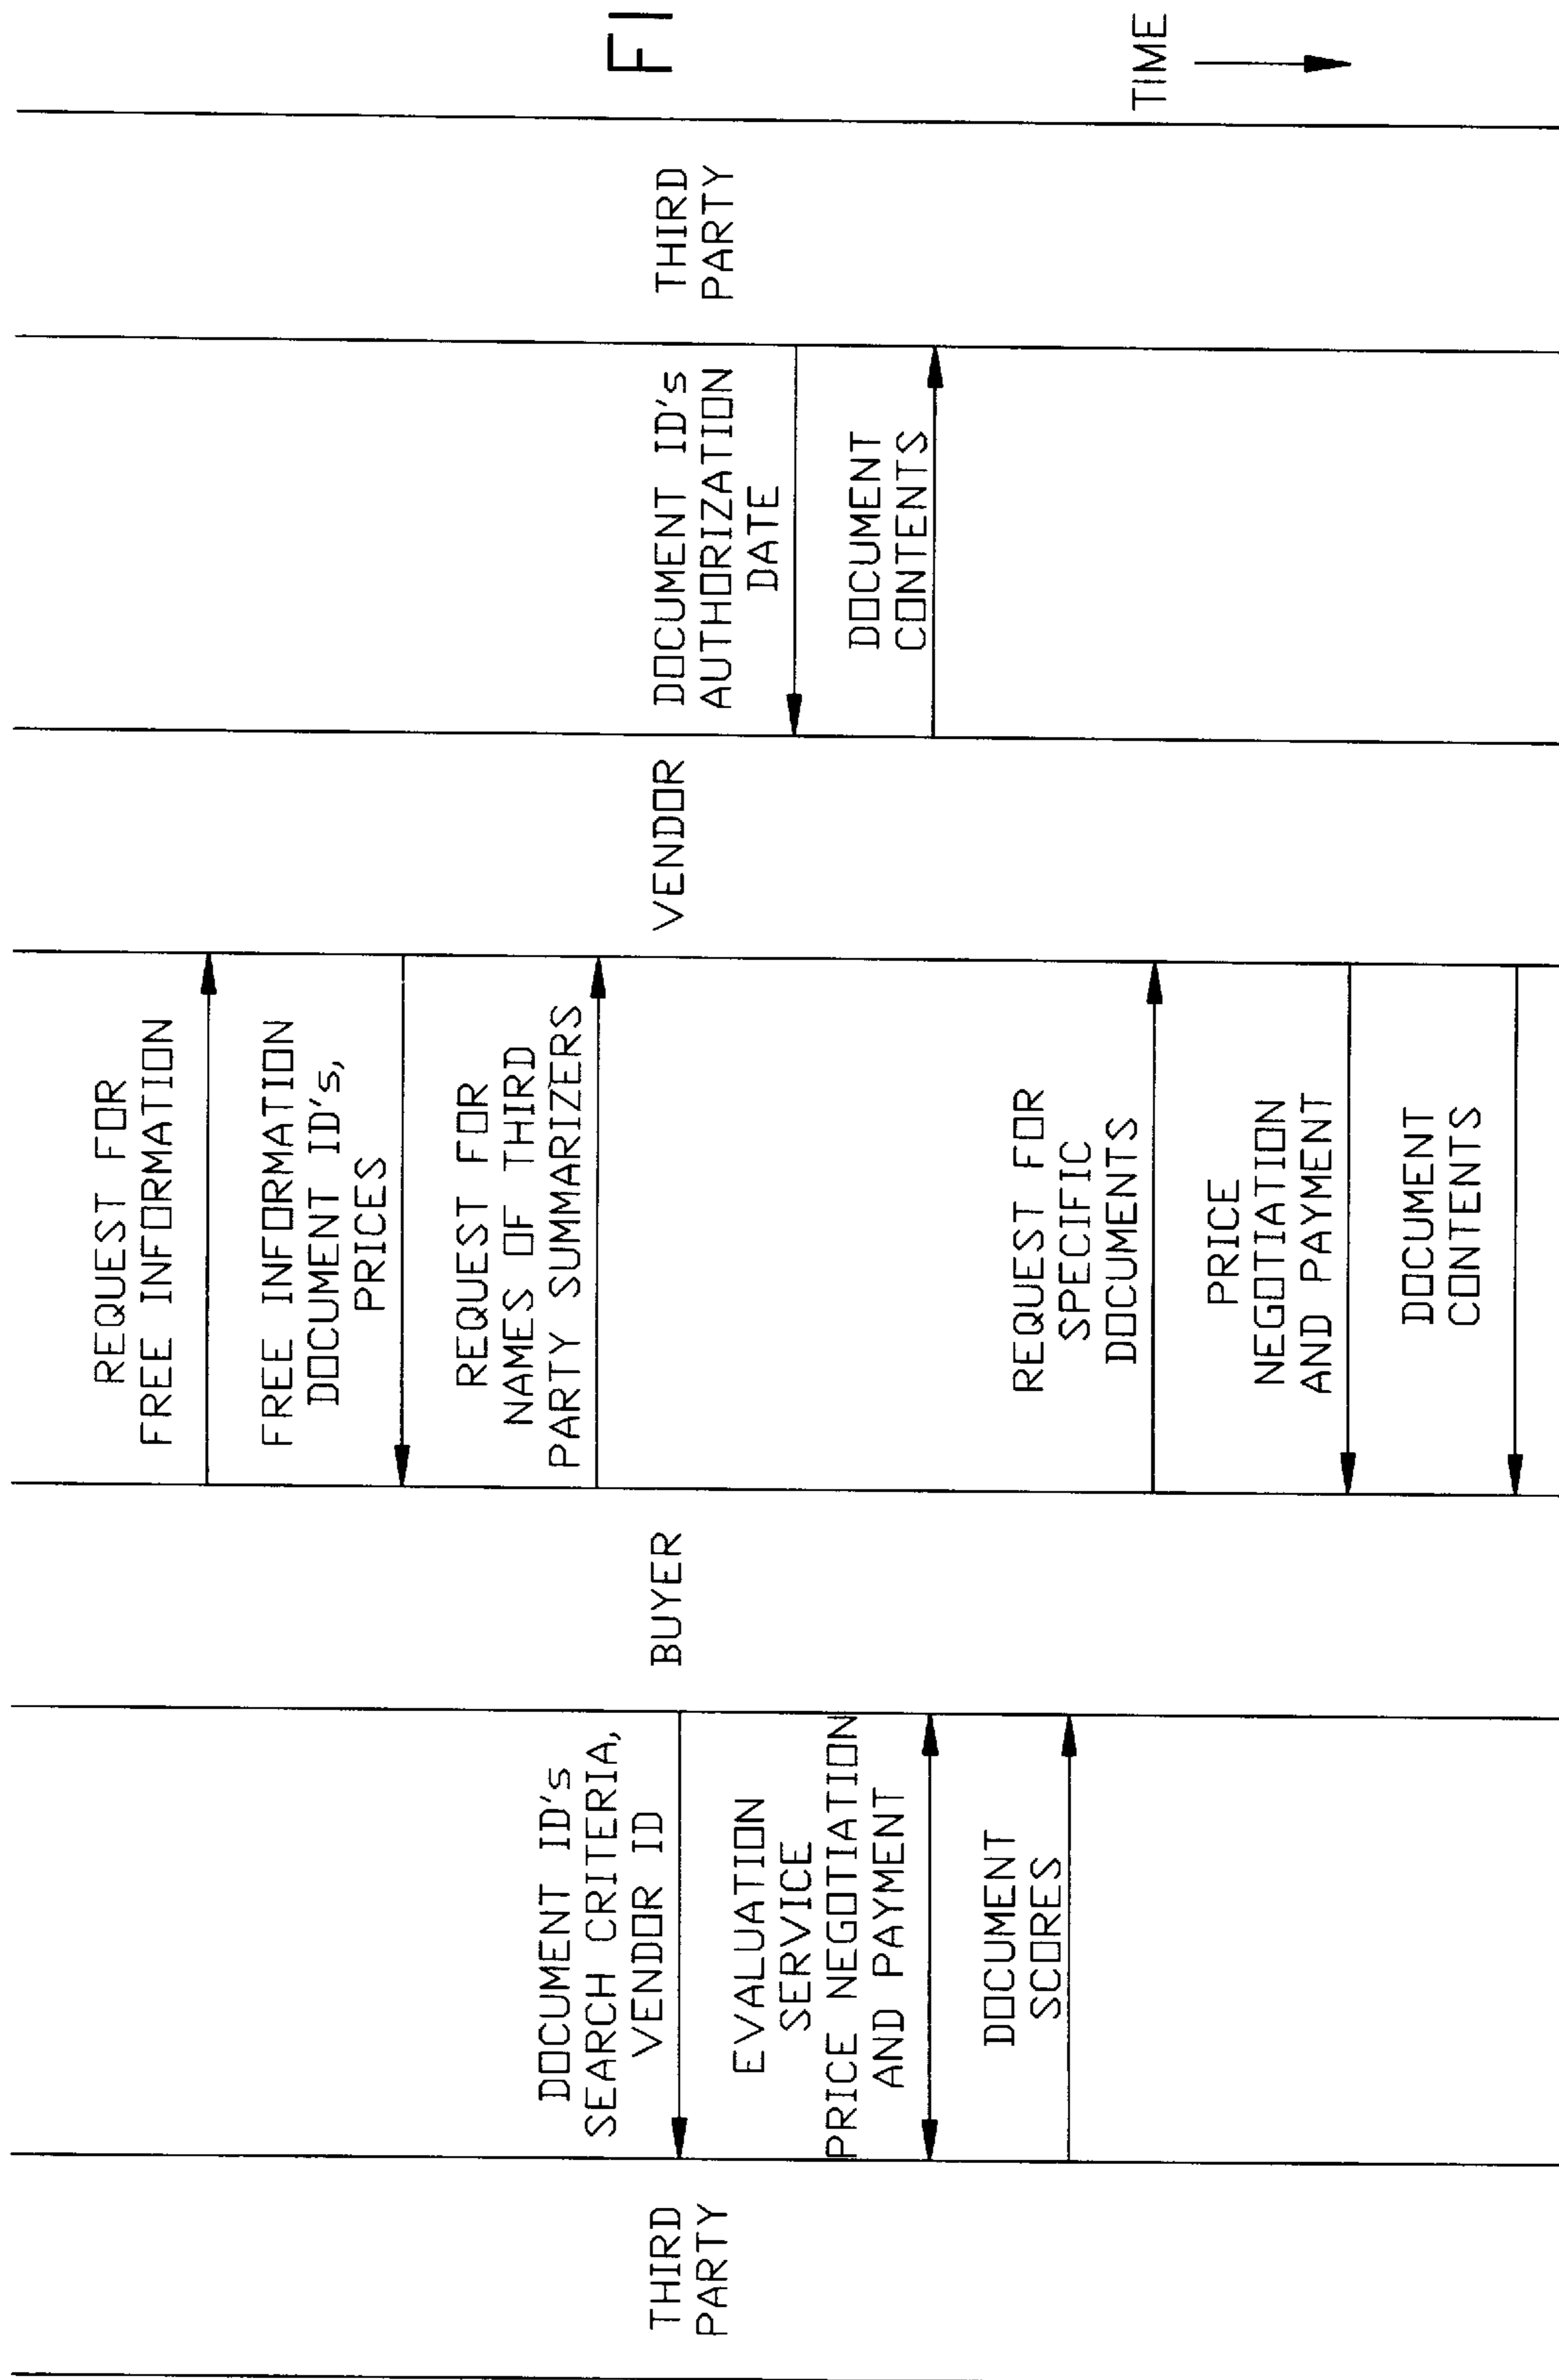 THIRD
PARTY
DOCUMENT ID's
SEARCH CRITERIA,
VENDOR ID
EVALUATION
SERVICE
PRICE NEGOTIATION
AND PAYMENT
DOCUMENT
SCORES
BUYER
REQUEST FOR
FREE INFORMATION
FREE INFORMATION
DOCUMENT ID's,
PRICES
REQUEST FOR
NAMES OF THIRD
PARTY SUMMARIZERS
REQUEST FOR
SPECIFIC
DOCUMENTS
PRICE
NEGOTIATION
AND PAYMENT
DOCUMENT
CONTENTS
VENDOR
DOCUMENT ID's
AUTHORIZATION
DATE
DOCUMENT
CONTENTS
THIRD
PARTY
FI
TIME